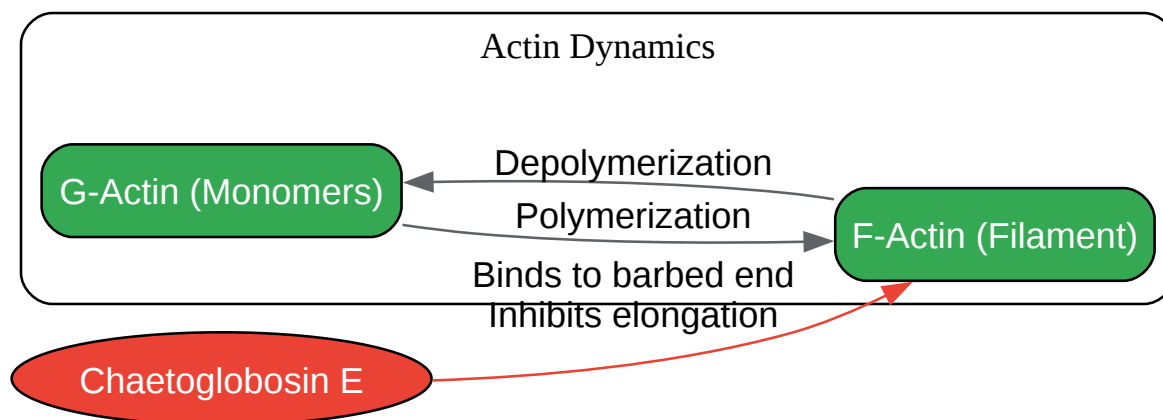 Actin Dynamics
Depolymerization
G-Actin (Monomers)
Polymerization
F-Actin (Filament)
Binds to barbed end
Inhibits elongation
Chaetoglobosin E